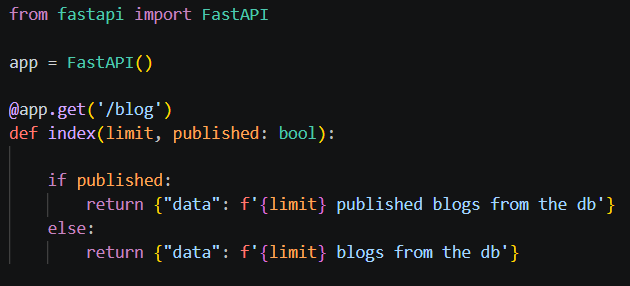 from fastapi import FastAPI
app = FastAPI()
@app.get('/blog')
def index(limit, published: bool):
    if published:
        return {"data": f'{limit} published blogs from the db'}
    else:
        return {"data": f'{limit} blogs from the db'}